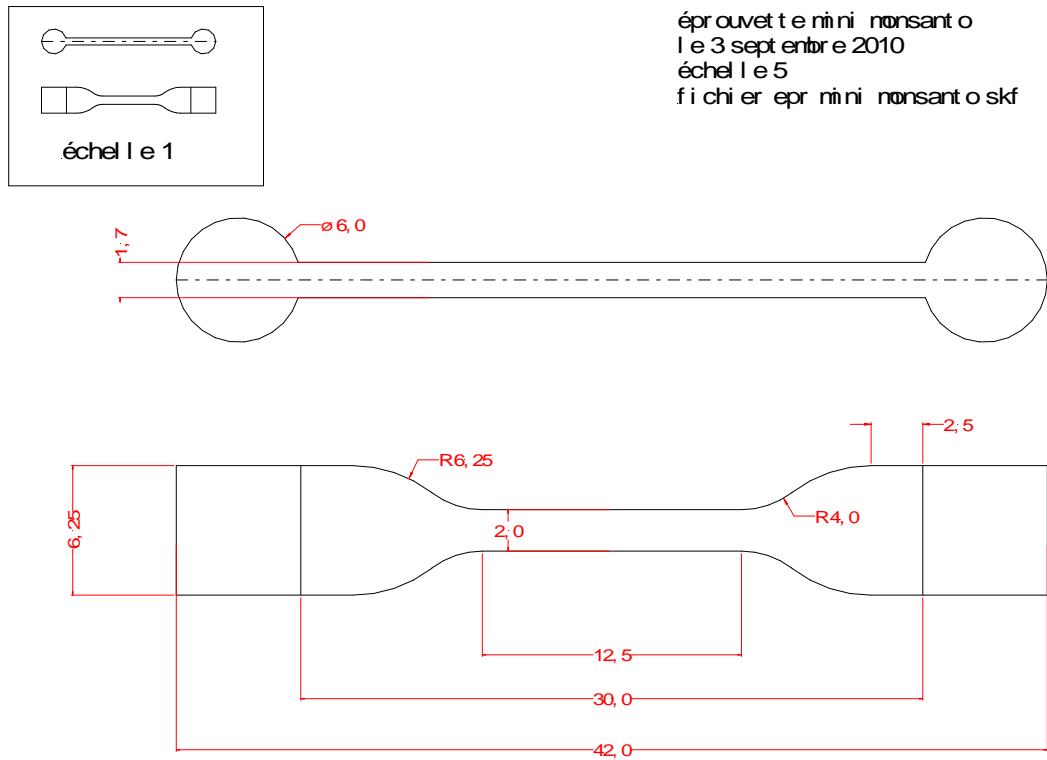 éprouvette mini monsanto
le 3 septembre 2010
échelle 5
fichier epr mini monsanto skf
échelle 1
ø6,0
1,7
2,5
R6,25
R4,0
2,0
6,25
12,5
30,0
42,0